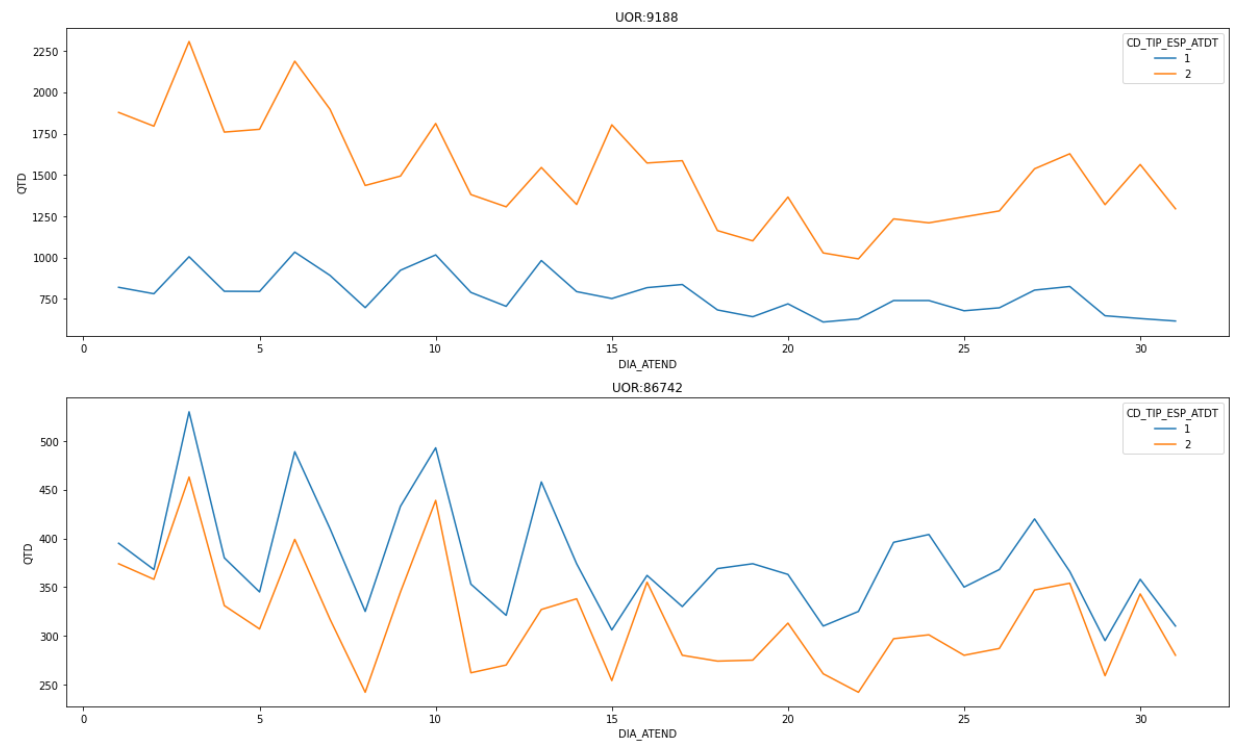 UOR:9188
CD_TIP_ESP_ATDT
1
2
2250
2000
1750
1500
1250
1000
750
QTD
0 5 10 15 20 25 30
DIA_ATEND
UOR:86742
CD_TIP_ESP_ATDT
1
2
500
450
400
350
300
250
QTD
0 5 10 15 20 25 30
DIA_ATEND